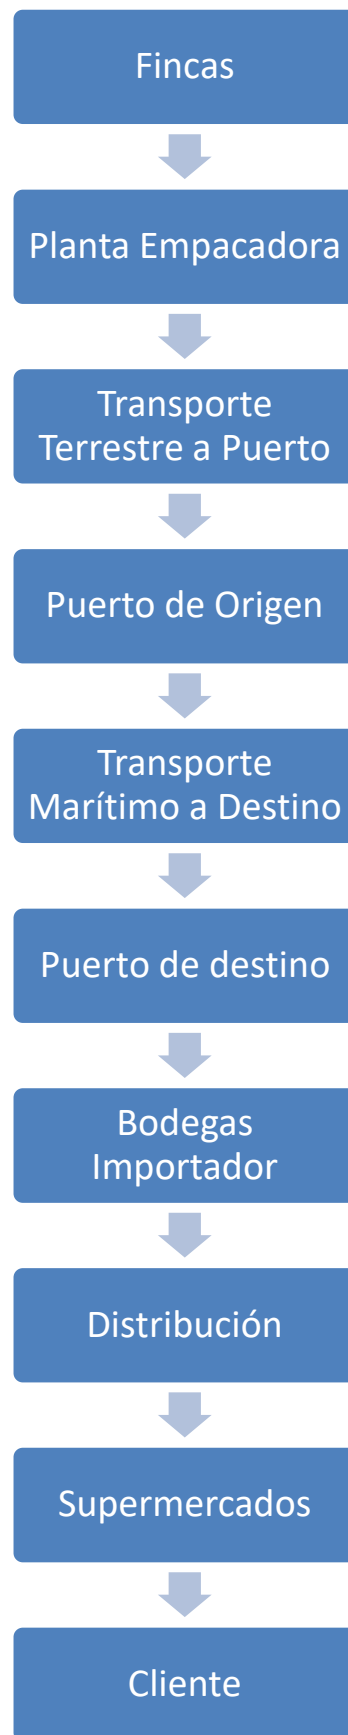 Fincas
Planta Empacadora
Transporte
Terrestre a Puerto
Puerto de Origen
Transporte
Marítimo a Destino
Puerto de destino
Bodegas
Importador
Distribución
Supermercados
Cliente